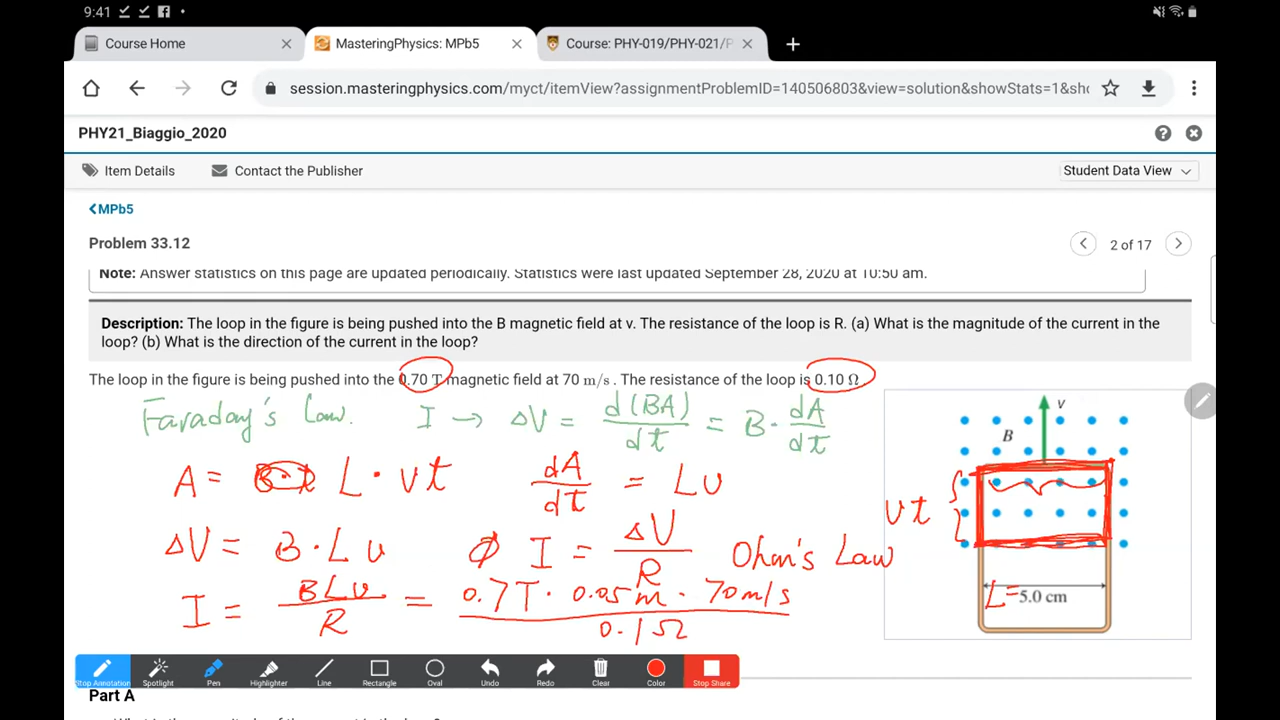 9:41
Course Home
MasteringPhysics: MPb5
Course: PHY-019/PHY-021/P
session.masteringphysics.com/myct/itemView?assignmentProblemID=140506803&view=solution&showStats=1&sho
PHY21_Biaggio_2020
Item Details
Contact the Publisher
Student Data View
MPb5
Problem 33.12
2 of 17
Note: Answer statistics on this page are updated periodically. Statistics were last updated September 28, 2020 at 10:50 am.
Description: The loop in the figure is being pushed into the B magnetic field at v. The resistance of the loop is R. (a) What is the magnitude of the current in the
loop? (b) What is the direction of the current in the loop?
The loop in the figure is being pushed into the 0.70 T magnetic field at 70 m/s . The resistance of the loop is 0.10 Ω .
Faraday's Law. I → ΔV = d(BA)/dt = B · dA/dt
A = L · vt dA/dt = Lv
ΔV = B · Lv I = ΔV/R Ohm's Law
I = BLv/R = 0.7T · 0.05m · 70m/s / 0.1Ω
v
B
vt
L = 5.0 cm
Stop Annotation
Spotlight
Pen
Highlighter
Line
Rectangle
Oval
Undo
Redo
Clear
Color
Stop Share
Part A